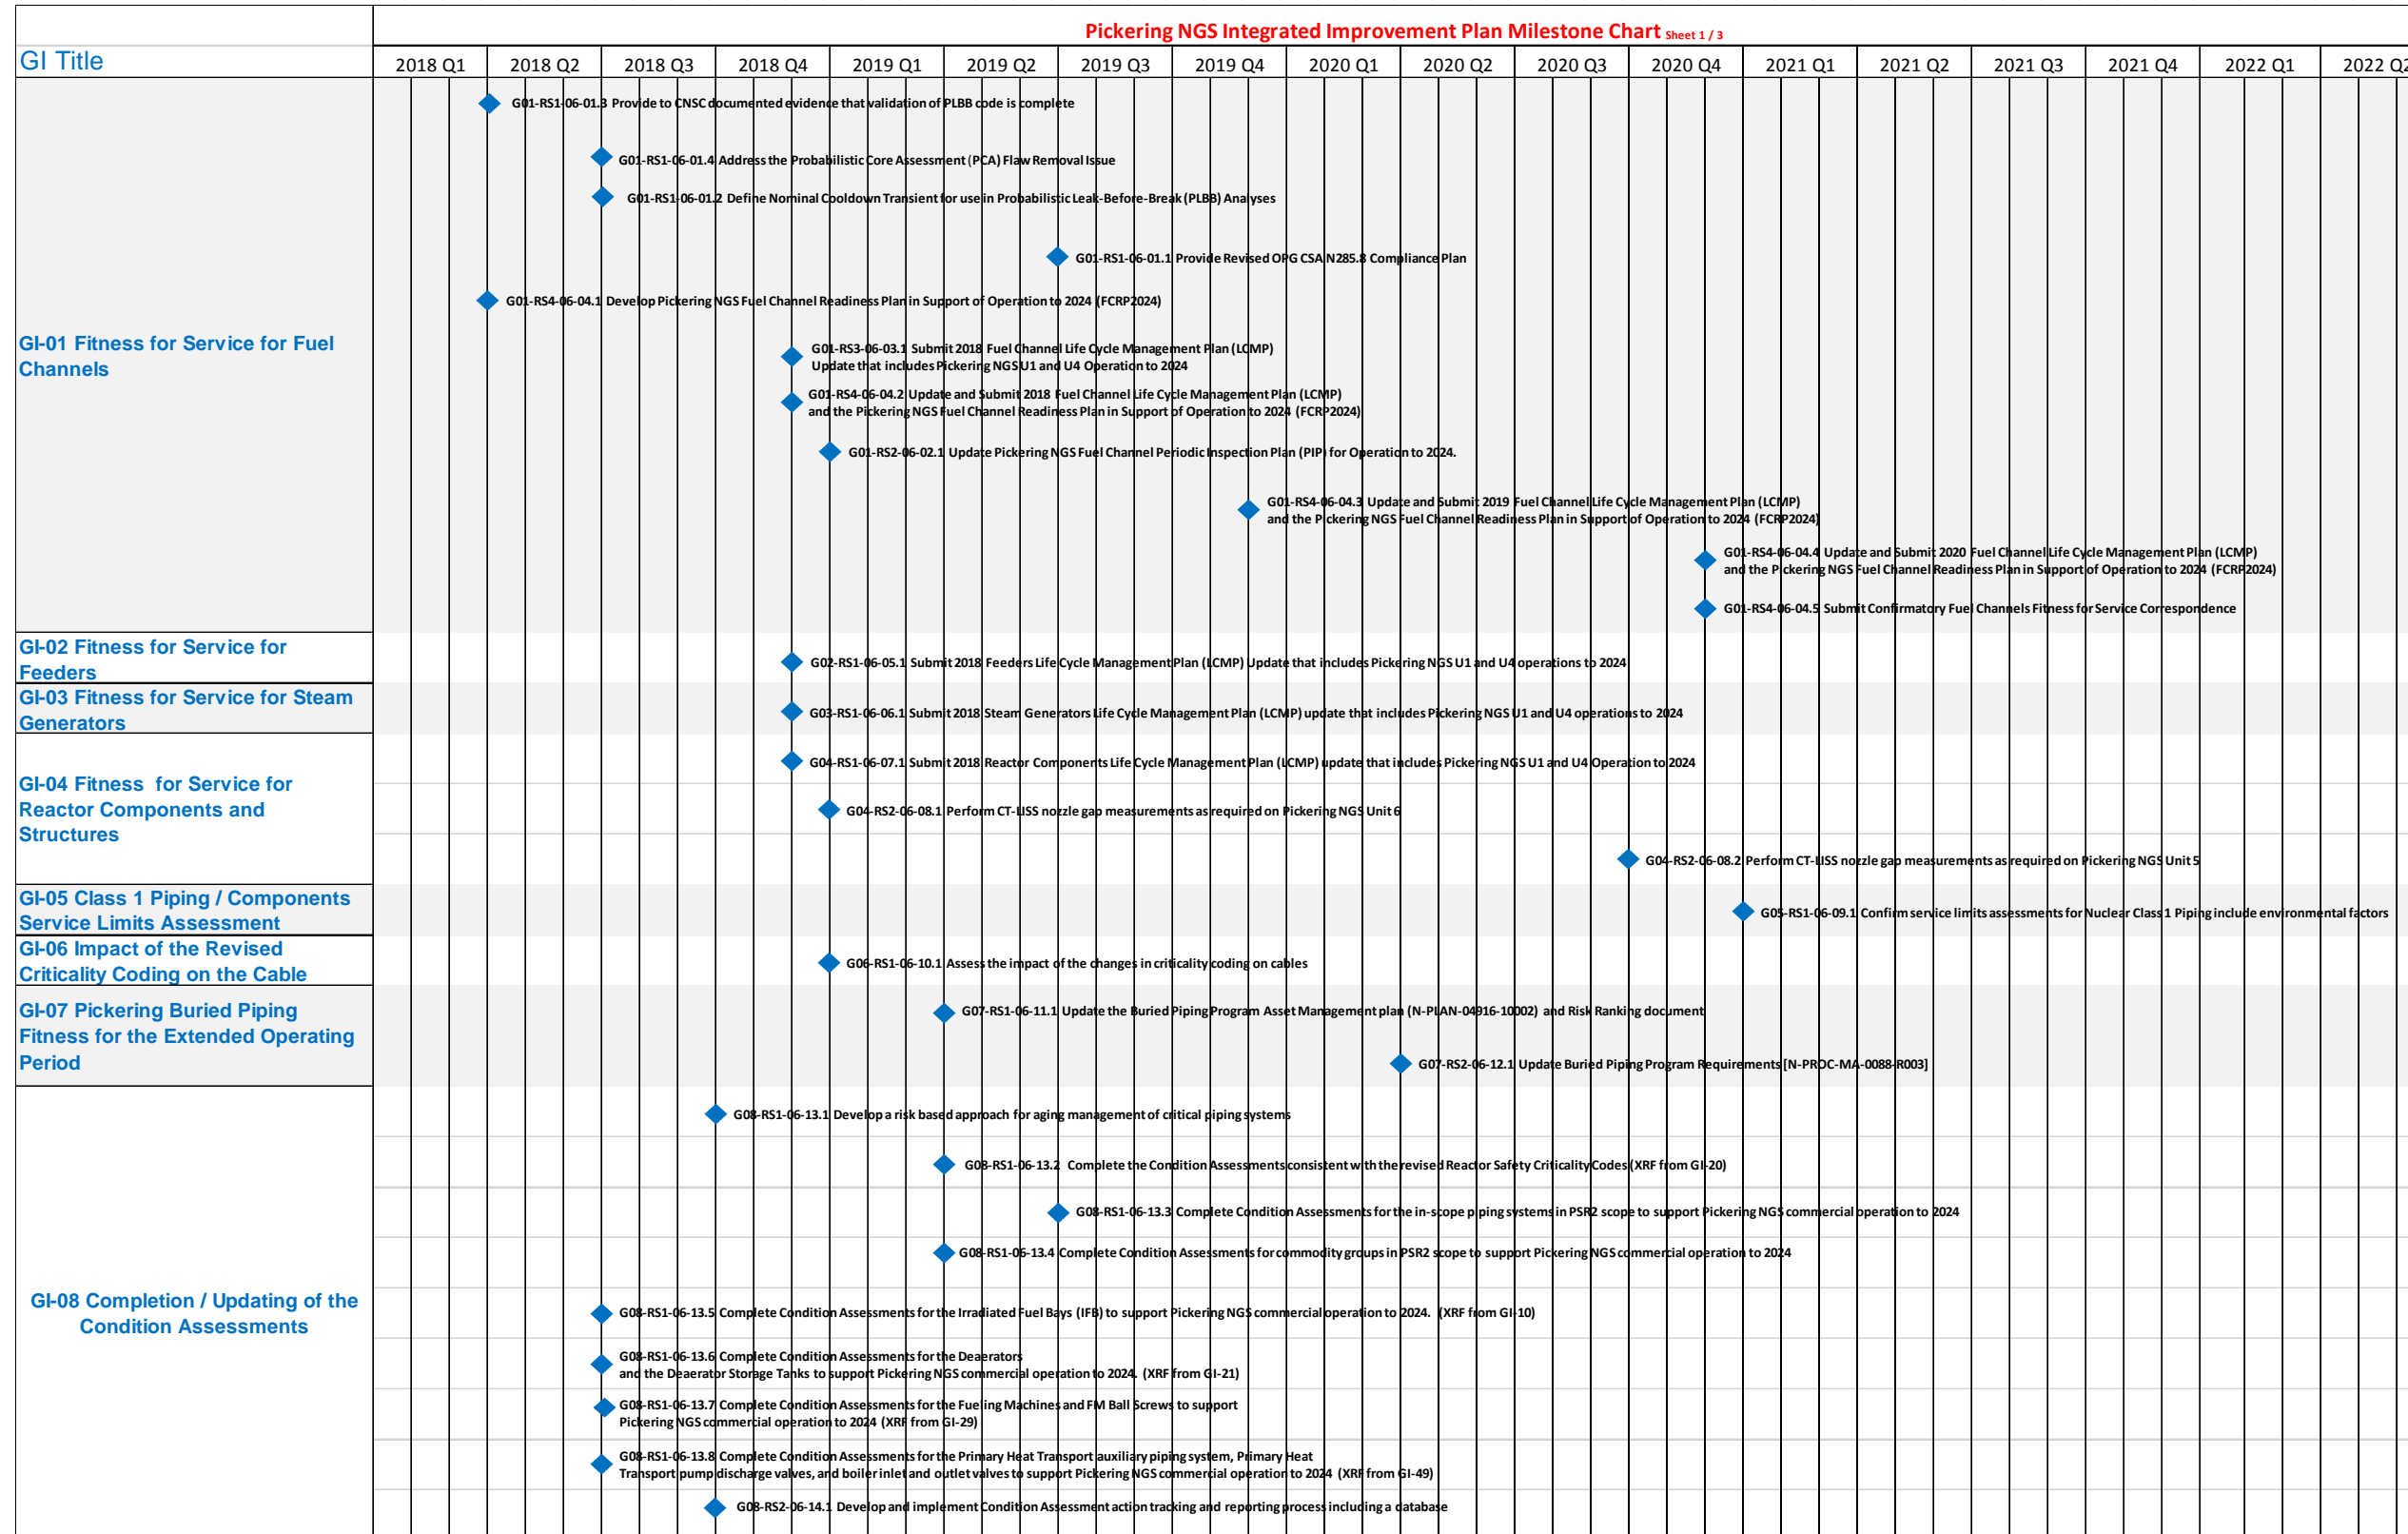 Pickering NGS Integrated Improvement Plan Milestone Chart Sheet 1 / 3
GI Title
2018 Q1 2018 Q2 2018 Q3 2018 Q4 2019 Q1 2019 Q2 2019 Q3 2019 Q4 2020 Q1 2020 Q2 2020 Q3 2020 Q4 2021 Q1 2021 Q2 2021 Q3 2021 Q4 2022 Q1 2022 Q2
G01-RS1-06-01.3 Provide to CNSC documented evidence that validation of PLBB code is complete
G01-RS1-06-01.4 Address the Probabilistic Core Assessment (PCA) Flaw Removal Issue
G01-RS1-06-01.2 Define Nominal Cooldown Transient for use in Probabilistic Leak-Before-Break (PLBB) Analyses
G01-RS1-06-01.1 Provide Revised OPG CSA N285.8 Compliance Plan
G01-RS4-06-04.1 Develop Pickering NGS Fuel Channel Readiness Plan in Support of Operation to 2024 (FCRP2024)
GI-01 Fitness for Service for Fuel
Channels
G01-RS3-06-03.1 Submit 2018 Fuel Channel Life Cycle Management Plan (LCMP)
Update that includes Pickering NGS U1 and U4 Operation to 2024
G01-RS4-06-04.2 Update and Submit 2018 Fuel Channel Life Cycle Management Plan (LCMP)
and the Pickering NGS Fuel Channel Readiness Plan in Support of Operation to 2024 (FCRP2024)
G01-RS2-06-02.1 Update Pickering NGS Fuel Channel Periodic Inspection Plan (PIP) for Operation to 2024.
G01-RS4-06-04.3 Update and Submit 2019 Fuel Channel Life Cycle Management Plan (LCMP)
and the Pickering NGS Fuel Channel Readiness Plan in Support of Operation to 2024 (FCRP2024)
G01-RS4-06-04.4 Update and Submit 2020 Fuel Channel Life Cycle Management Plan (LCMP)
and the Pickering NGS Fuel Channel Readiness Plan in Support of Operation to 2024 (FCRP2024)
G01-RS4-06-04.5 Submit Confirmatory Fuel Channels Fitness for Service Correspondence
GI-02 Fitness for Service for
Feeders
G02-RS1-06-05.1 Submit 2018 Feeders Life Cycle Management Plan (LCMP) Update that includes Pickering NGS U1 and U4 operations to 2024
GI-03 Fitness for Service for Steam
Generators
G03-RS1-06-06.1 Submit 2018 Steam Generators Life Cycle Management Plan (LCMP) update that includes Pickering NGS U1 and U4 operations to 2024
GI-04 Fitness for Service for
Reactor Components and
Structures
G04-RS1-06-07.1 Submit 2018 Reactor Components Life Cycle Management Plan (LCMP) update that includes Pickering NGS U1 and U4 Operation to 2024
G04-RS2-06-08.1 Perform CT-LISS nozzle gap measurements as required on Pickering NGS Unit 6
G04-RS2-06-08.2 Perform CT-LISS nozzle gap measurements as required on Pickering NGS Unit 5
GI-05 Class 1 Piping / Components
Service Limits Assessment
G05-RS1-06-09.1 Confirm service limits assessments for Nuclear Class 1 Piping include environmental factors
GI-06 Impact of the Revised
Criticality Coding on the Cable
G06-RS1-06-10.1 Assess the impact of the changes in criticality coding on cables
GI-07 Pickering Buried Piping
Fitness for the Extended Operating
Period
G07-RS1-06-11.1 Update the Buried Piping Program Asset Management plan (N-PLAN-04916-10002) and Risk Ranking document
G07-RS2-06-12.1 Update Buried Piping Program Requirements [N-PROC-MA-0088-R003]
GI-08 Completion / Updating of the
Condition Assessments
G08-RS1-06-13.1 Develop a risk based approach for aging management of critical piping systems
G08-RS1-06-13.2 Complete the Condition Assessments consistent with the revised Reactor Safety Criticality Codes (XRF from GI-20)
G08-RS1-06-13.3 Complete Condition Assessments for the in-scope piping systems in PSR2 scope to support Pickering NGS commercial operation to 2024
G08-RS1-06-13.4 Complete Condition Assessments for commodity groups in PSR2 scope to support Pickering NGS commercial operation to 2024
G08-RS1-06-13.5 Complete Condition Assessments for the Irradiated Fuel Bays (IFB) to support Pickering NGS commercial operation to 2024. (XRF from GI-10)
G08-RS1-06-13.6 Complete Condition Assessments for the Deaerators
and the Deaerator Storage Tanks to support Pickering NGS commercial operation to 2024. (XRF from GI-21)
G08-RS1-06-13.7 Complete Condition Assessments for the Fueling Machines and FM Ball Screws to support
Pickering NGS commercial operation to 2024 (XRF from GI-29)
G08-RS1-06-13.8 Complete Condition Assessments for the Primary Heat Transport auxiliary piping system, Primary Heat
Transport pump discharge valves, and boiler inlet and outlet valves to support Pickering NGS commercial operation to 2024 (XRF from GI-49)
G08-RS2-06-14.1 Develop and implement Condition Assessment action tracking and reporting process including a database